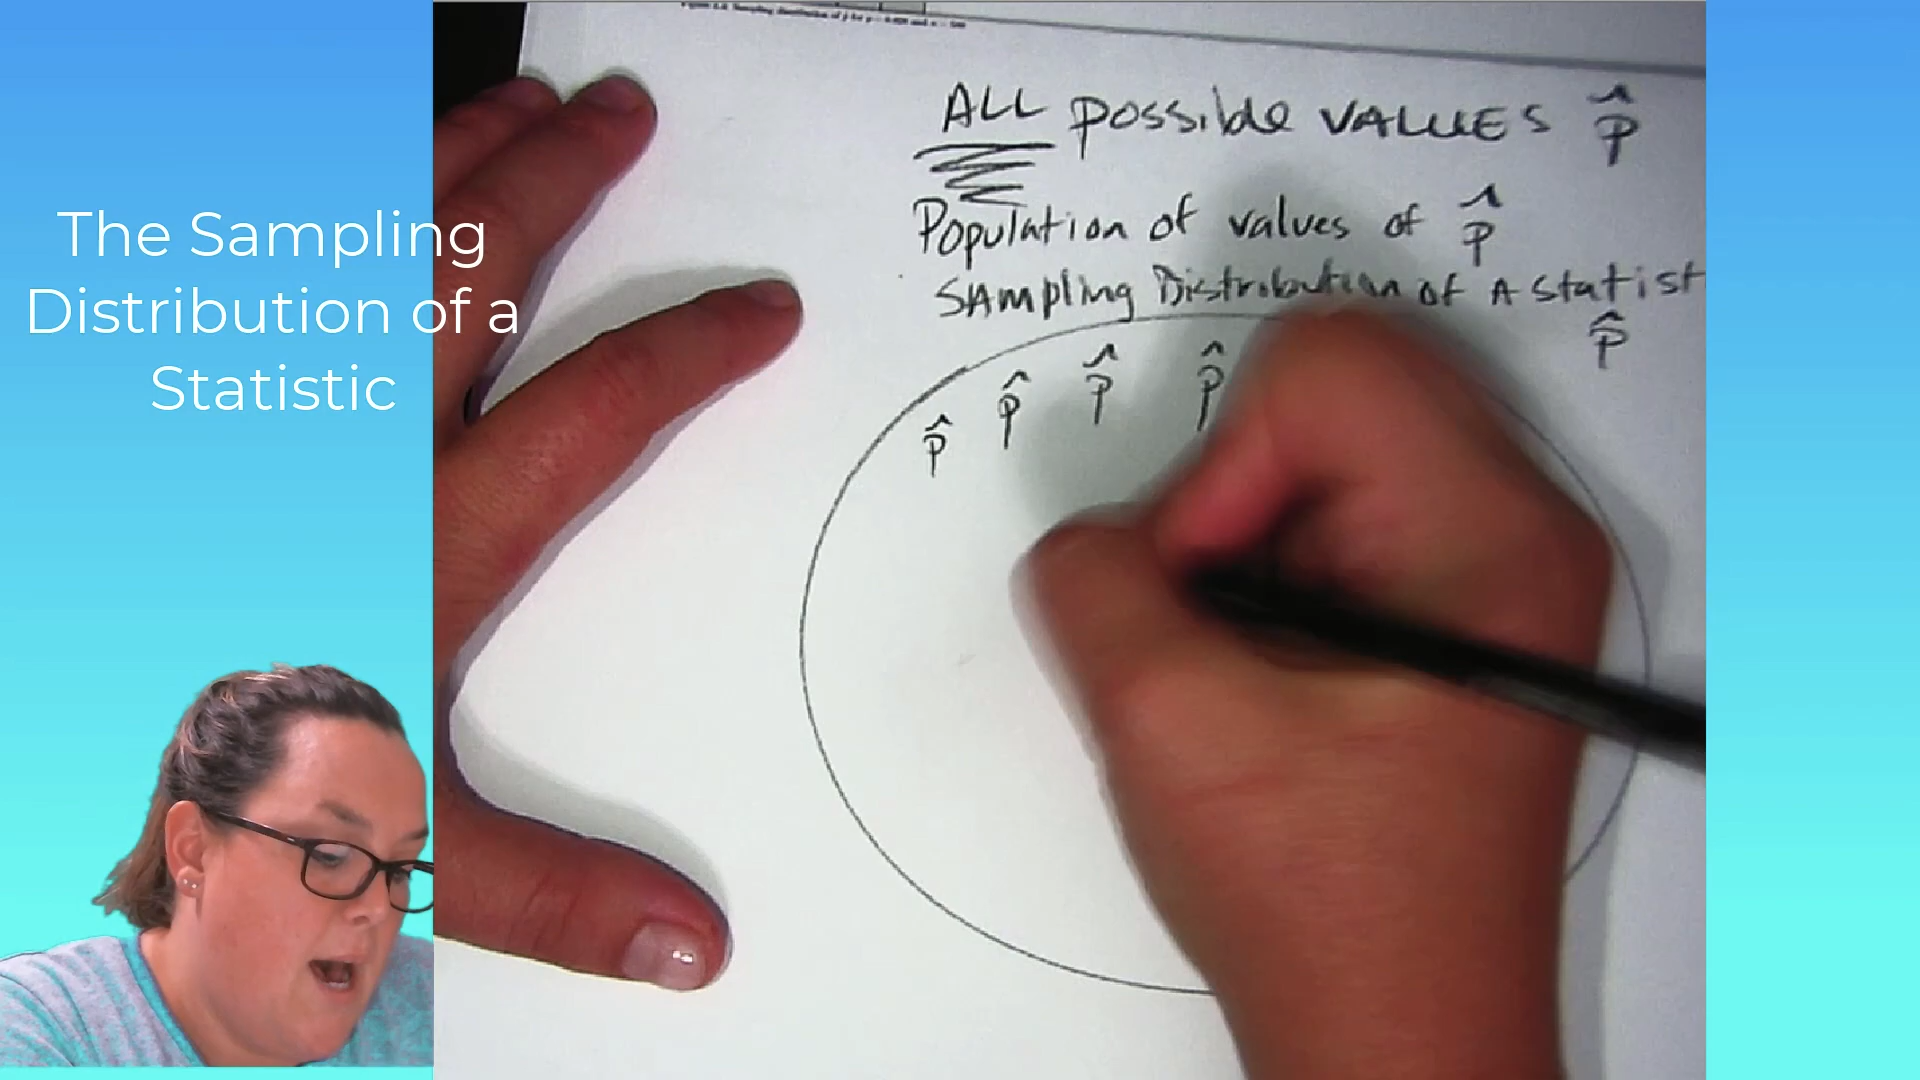 The Sampling
Distribution of a
Statistic
ALL possible VALUES p̂
Population of values of p̂
SAmpling Distribution of A statist
p̂
p̂ p̂ p̂ p̂